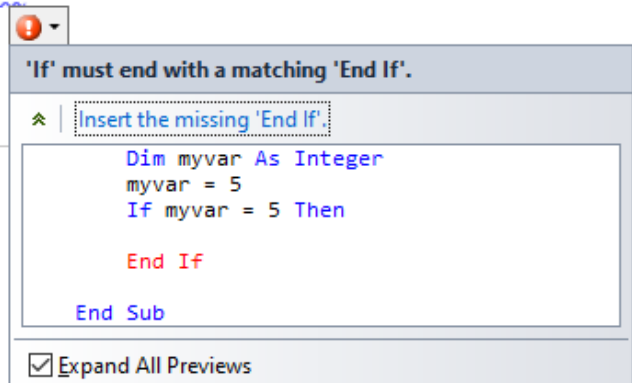 'If' must end with a matching 'End If'.
Insert the missing 'End If'.
Dim myvar As Integer
myvar = 5
If myvar = 5 Then
End If
End Sub
Expand All Previews